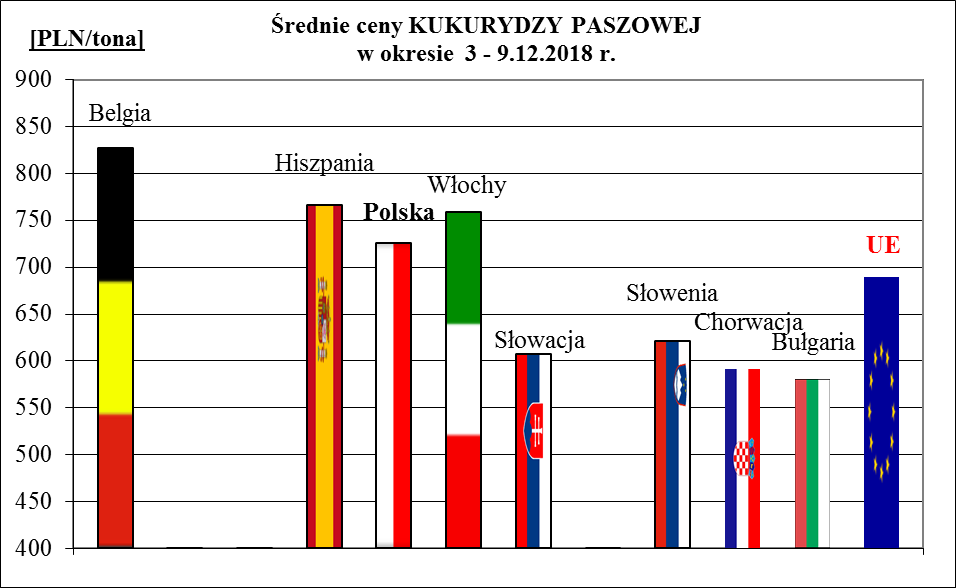 Średnie ceny KUKURYDZY PASZOWEJ
w okresie 3 - 9.12.2018 r.
[PLN/tona]
900
850
800
750
700
650
600
550
500
450
400
Belgia
Hiszpania
Polska
Włochy
Słowacja
Słowenia
Chorwacja
Bułgaria
UE